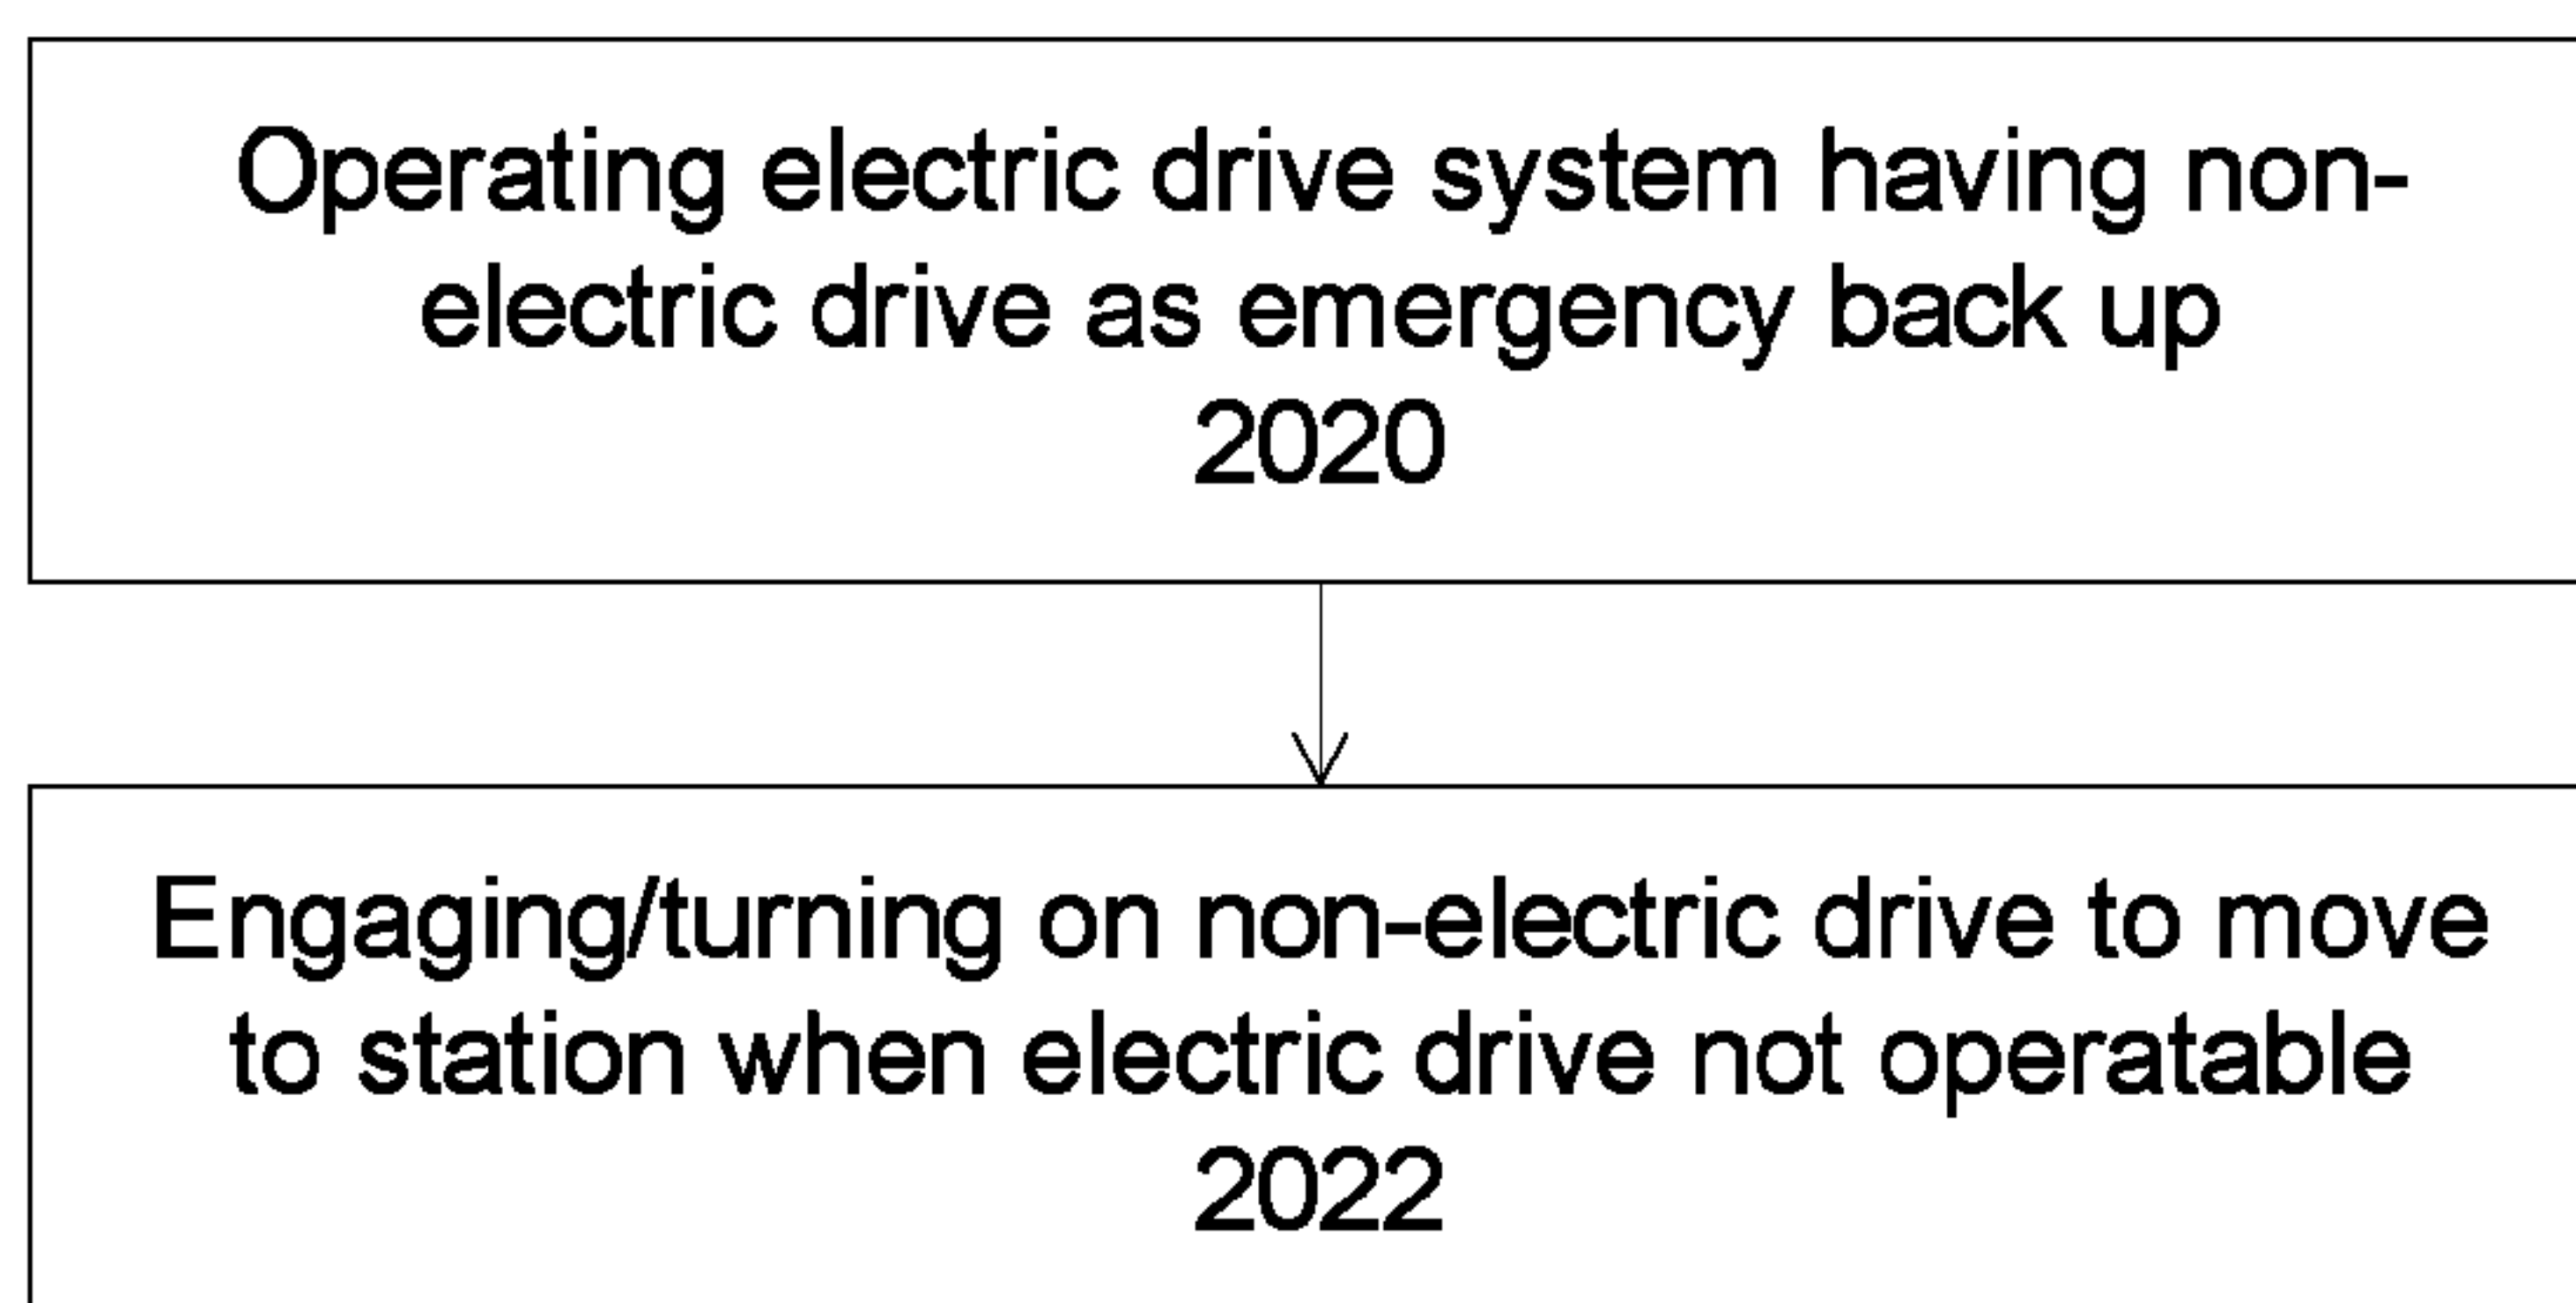 Operating electric drive system having non-
electric drive as emergency back up
2020
Engaging/turning on non-electric drive to move
to station when electric drive not operatable
2022